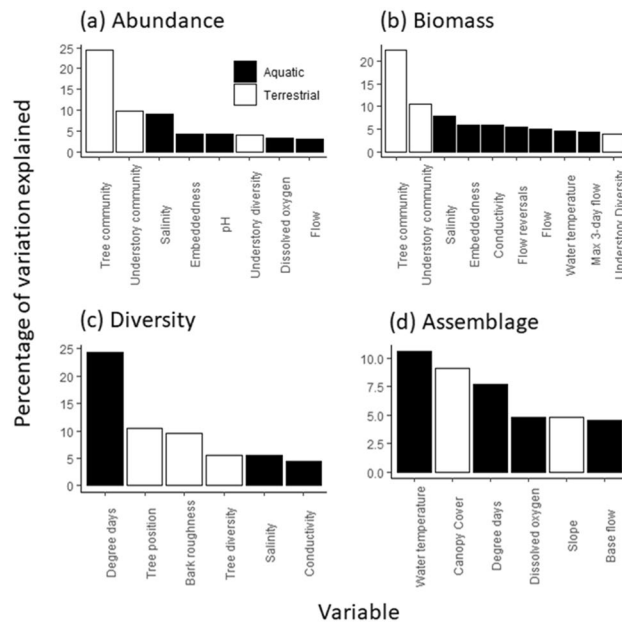 (a) Abundance
25
20
15
10
5
0
Aquatic
Terrestrial
Tree community
Understory community
Salinity
Embeddedness
pH
Understory diversity
Dissolved oxygen
Flow
(b) Biomass
20
15
10
5
0
Tree community
Understory community
Salinity
Embeddedness
Conductivity
Flow reversals
Flow
Water temperature
Max 3-day flow
Understory Diversity
Percentage of variation explained
(c) Diversity
25
20
15
10
5
0
Degree days
Tree position
Bark roughness
Tree diversity
Salinity
Conductivity
(d) Assemblage
10.0
7.5
5.0
2.5
0.0
Water temperature
Canopy Cover
Degree days
Dissolved oxygen
Slope
Base flow
Variable